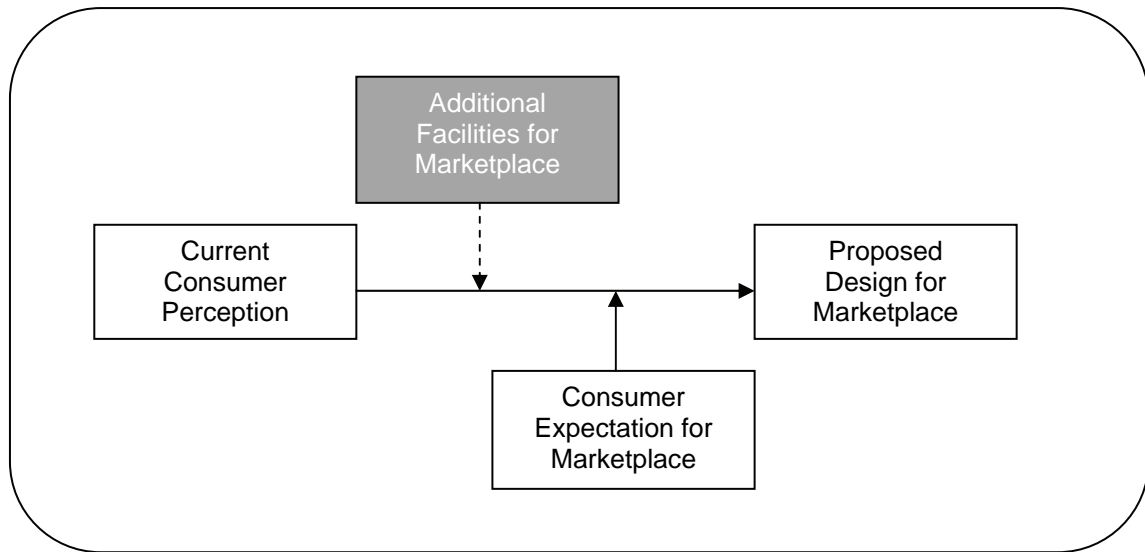 Additional
Facilities for
Marketplace
Current
Consumer
Perception
Proposed
Design for
Marketplace
Consumer
Expectation for
Marketplace